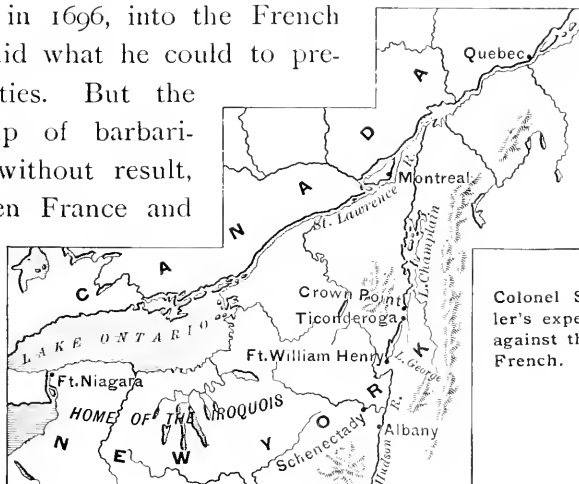 in 1696, into the French
id what he could to pre-
ties. But the
p of barbari-
without result,
en France and
Colonel S
ler's expe
against th
French.
CANADA
Quebec
Montreal
St. Lawrence R.
L. Champlain
Crown Point
Ticonderoga
LAKE ONTARIO
Ft. William Henry
L. George
Ft. Niagara
HOME OF THE IROQUOIS
NEW YORK
Schenectady
Albany
Hudson R.